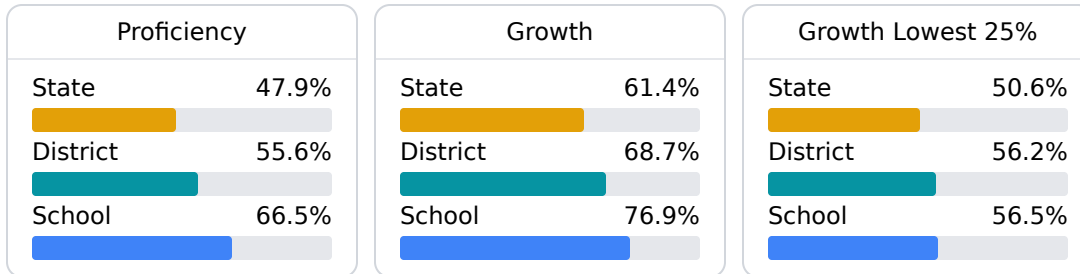 Proficiency
State 47.9%
District 55.6%
School 66.5%
Growth
State 61.4%
District 68.7%
School 76.9%
Growth Lowest 25%
State 50.6%
District 56.2%
School 56.5%